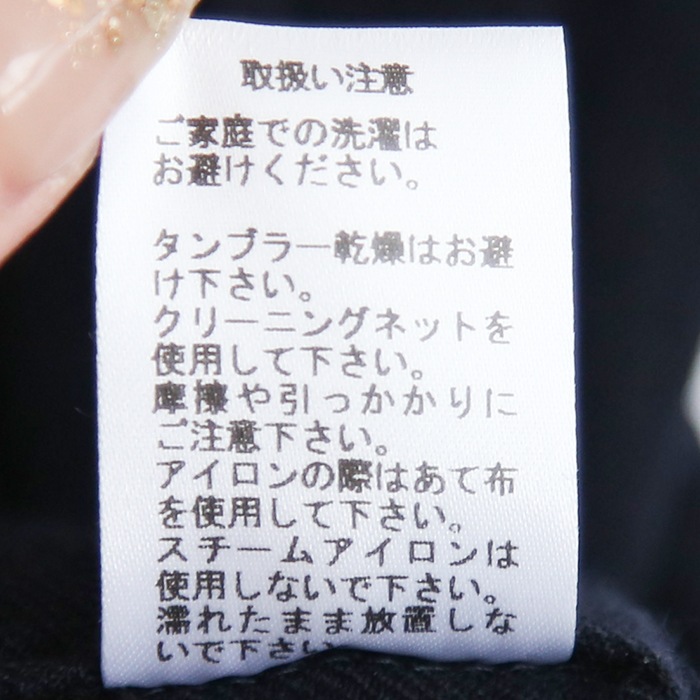 取扱い注意
ご家庭での洗濯は
お避けください。
タンブラー乾燥はお避
け下さい。
クリーニングネットを
使用して下さい。
摩擦や引っかかりに
ご注意下さい。
アイロンの際はあて布
を使用して下さい。
スチームアイロンは
使用しないで下さい。
濡れたまま放置しな
いで下さい